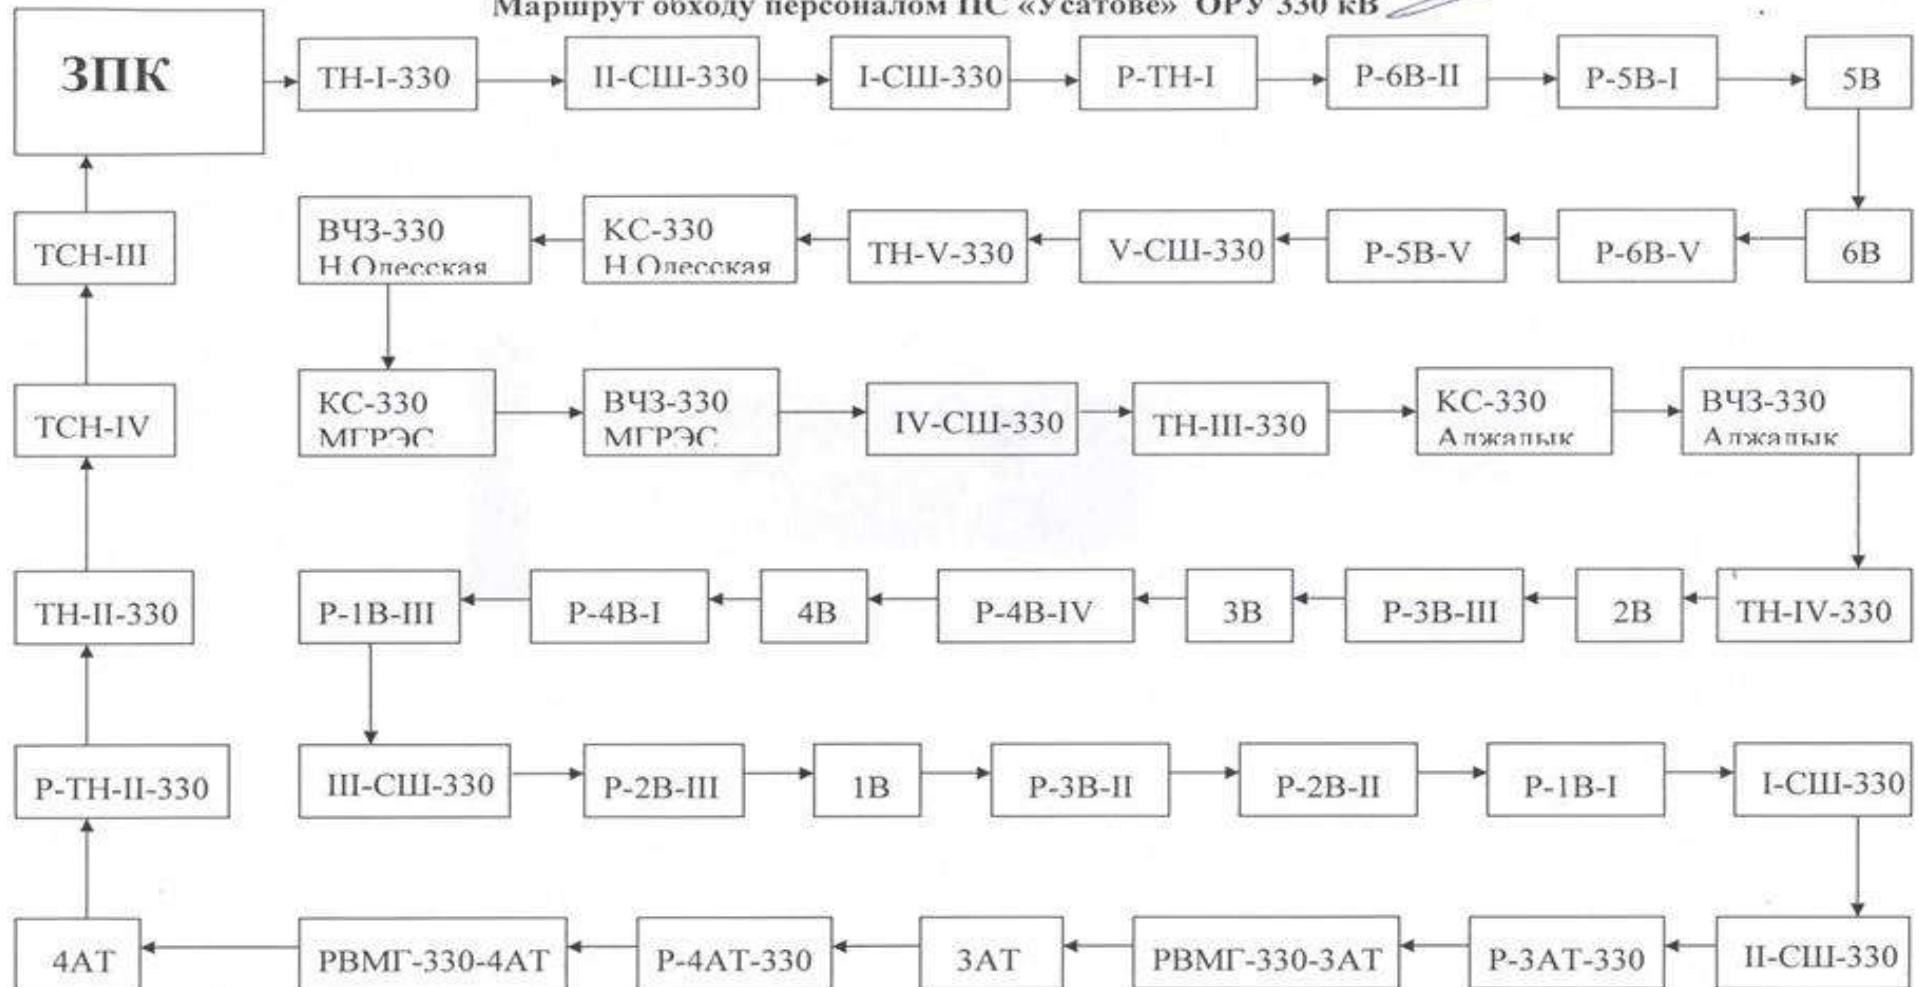 Маршрут обходу персоналом ПС «Усатове» ОРУ 330 кВ
ЗПК
ТН-I-330
II-СШ-330
I-СШ-330
Р-ТН-I
Р-6В-II
Р-5В-I
5В
ТСН-III
ВЧЗ-330
Н.Одесская
КС-330
Н.Одесская
ТН-V-330
V-СШ-330
Р-5В-V
Р-6В-V
6В
ТСН-IV
КС-330
МГРЭС
ВЧЗ-330
МГРЭС
IV-СШ-330
ТН-III-330
КС-330
Аджалык
ВЧЗ-330
Аджалык
ТН-II-330
Р-1В-III
Р-4В-I
4В
Р-4В-IV
3В
Р-3В-III
2В
ТН-IV-330
Р-ТН-II-330
III-СШ-330
Р-2В-III
1В
Р-3В-II
Р-2В-II
Р-1В-I
I-СШ-330
4АТ
РВМГ-330-4АТ
Р-4АТ-330
3АТ
РВМГ-330-3АТ
Р-3АТ-330
II-СШ-330